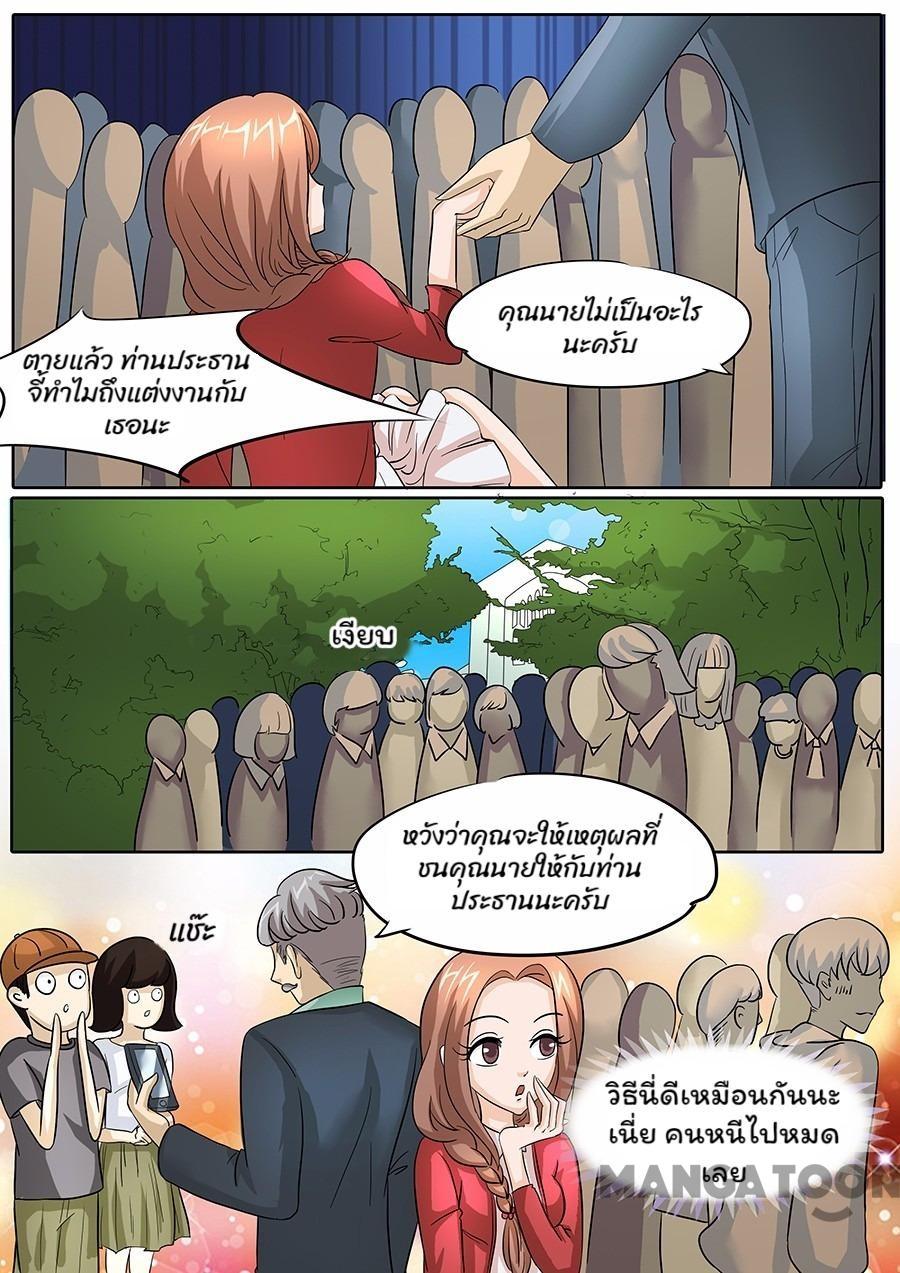 คุณนายไม่เป็นอะไร
นะครับ
ตายแล้ว ท่านประธาน
จี้ทำไมถึงแต่งงานกับ
เธอนะ
เงียบ
หวังว่าคุณจะให้เหตุผลที่
ชนคุณนายให้กับท่าน
ประธานนะครับ
แช๊ะ
วิธีนี่ดีเหมือนกันนะ
เนี่ย คนหนีไปหมด
เลย
MANGATOON